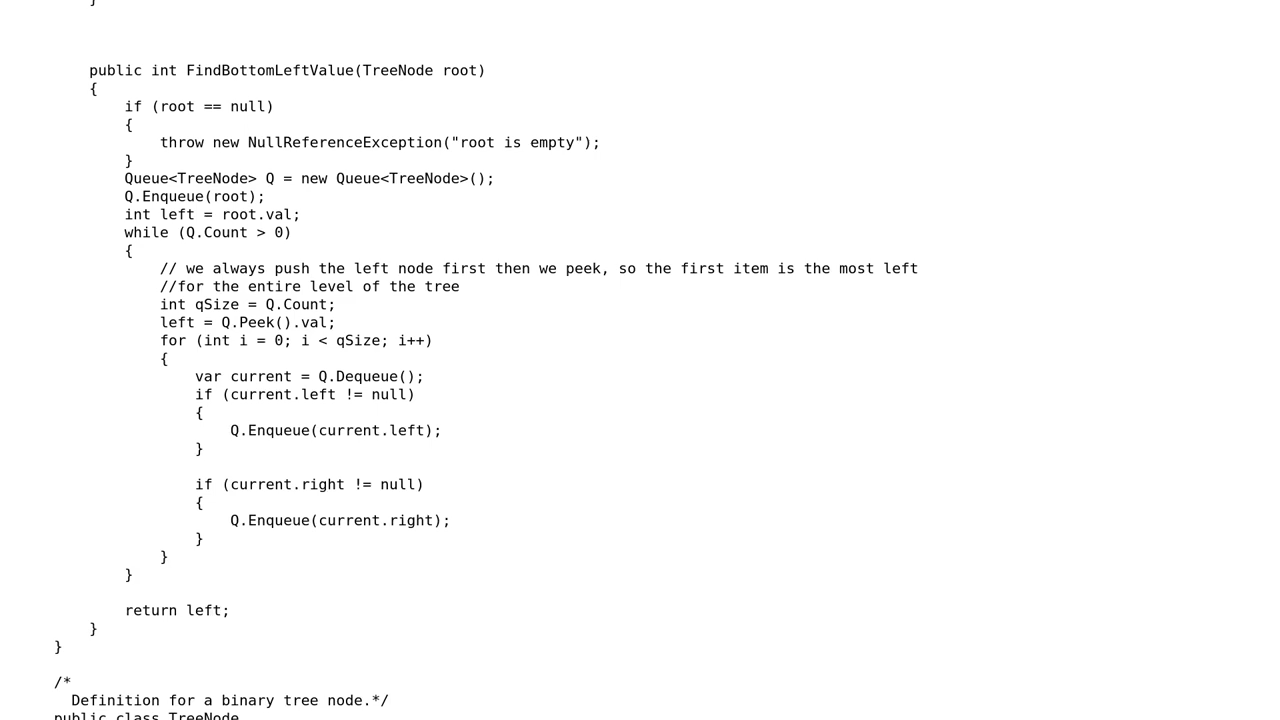 }
public int FindBottomLeftValue(TreeNode root)
{
if (root == null)
{
throw new NullReferenceException("root is empty");
}
Queue<TreeNode> Q = new Queue<TreeNode>();
Q.Enqueue(root);
int left = root.val;
while (Q.Count > 0)
{
// we always push the left node first then we peek, so the first item is the most left
//for the entire level of the tree
int qSize = Q.Count;
left = Q.Peek().val;
for (int i = 0; i < qSize; i++)
{
var current = Q.Dequeue();
if (current.left != null)
{
Q.Enqueue(current.left);
}
if (current.right != null)
{
Q.Enqueue(current.right);
}
}
}
return left;
}
}
/*
Definition for a binary tree node.*/
public class TreeNode